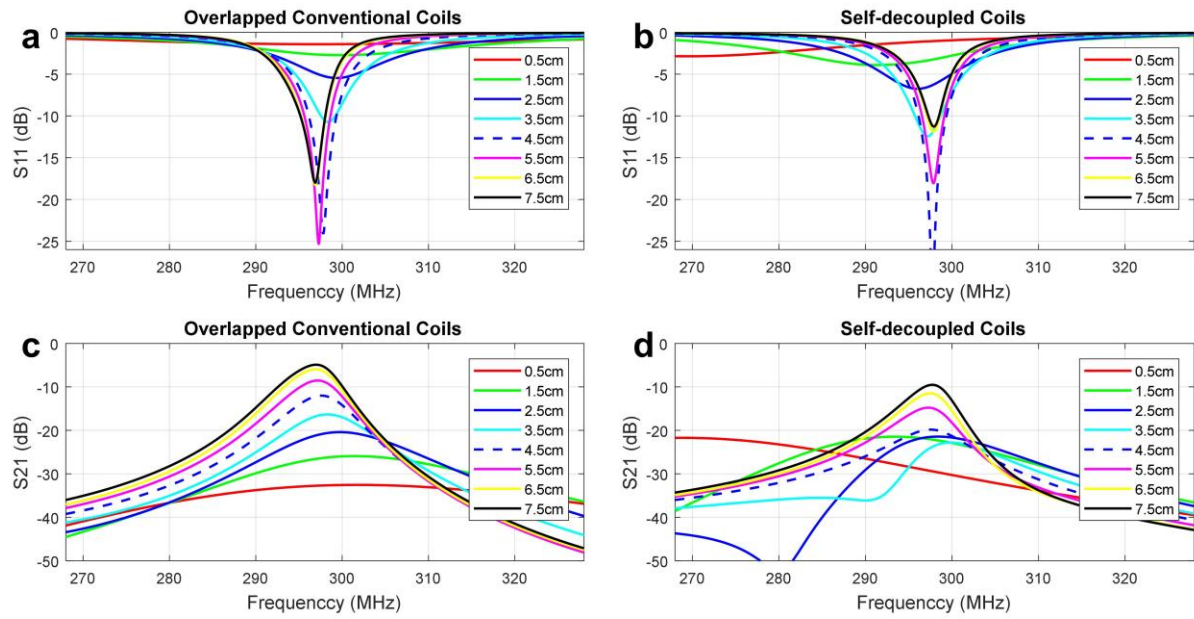 a
Overlapped Conventional Coils
S11 (dB)
0
-5
-10
-15
-20
-25
270 280 290 300 310 320
Frequenccy (MHz)
0.5cm
1.5cm
2.5cm
3.5cm
4.5cm
5.5cm
6.5cm
7.5cm
b
Self-decoupled Coils
S11 (dB)
0
-5
-10
-15
-20
-25
270 280 290 300 310 320
Frequenccy (MHz)
0.5cm
1.5cm
2.5cm
3.5cm
4.5cm
5.5cm
6.5cm
7.5cm
c
Overlapped Conventional Coils
S21 (dB)
0
-10
-20
-30
-40
-50
270 280 290 300 310 320
Frequenccy (MHz)
0.5cm
1.5cm
2.5cm
3.5cm
4.5cm
5.5cm
6.5cm
7.5cm
d
Self-decoupled Coils
S21 (dB)
0
-10
-20
-30
-40
-50
270 280 290 300 310 320
Frequenccy (MHz)
0.5cm
1.5cm
2.5cm
3.5cm
4.5cm
5.5cm
6.5cm
7.5cm